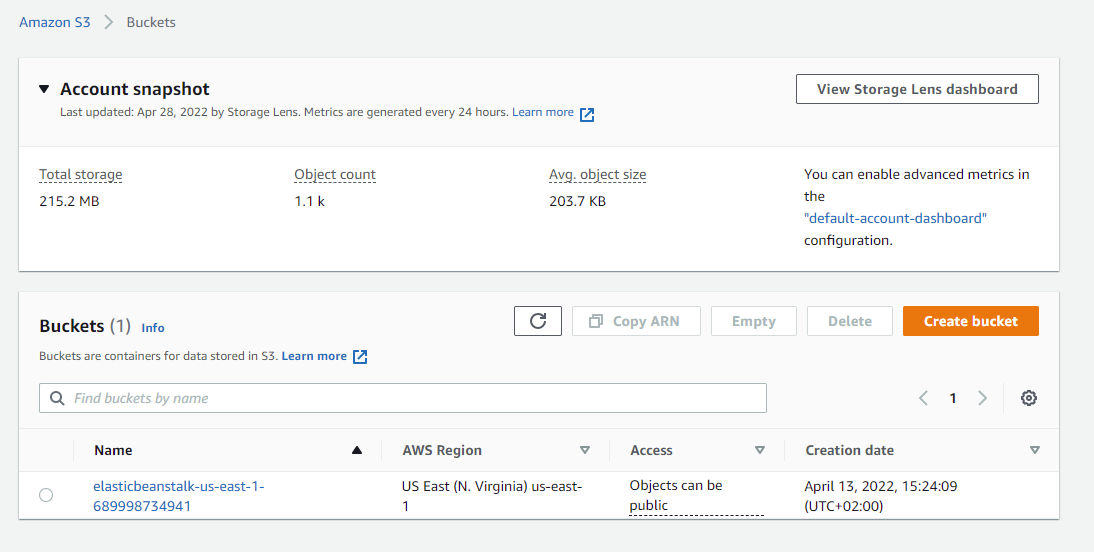 Amazon S3 > Buckets
Account snapshot
View Storage Lens dashboard
Last updated: Apr 28, 2022 by Storage Lens. Metrics are generated every 24 hours. Learn more
Total storage
215.2 MB
Object count
1.1 k
Avg. object size
203.7 KB
You can enable advanced metrics in
the
"default-account-dashboard"
configuration.
Buckets (1) Info
Copy ARN
Empty
Delete
Create bucket
Buckets are containers for data stored in S3. Learn more
Find buckets by name
1
Name
AWS Region
Access
Creation date
elasticbeanstalk-us-east-1-
689998734941
US East (N. Virginia) us-east-
1
Objects can be
public
April 13, 2022, 15:24:09
(UTC+02:00)